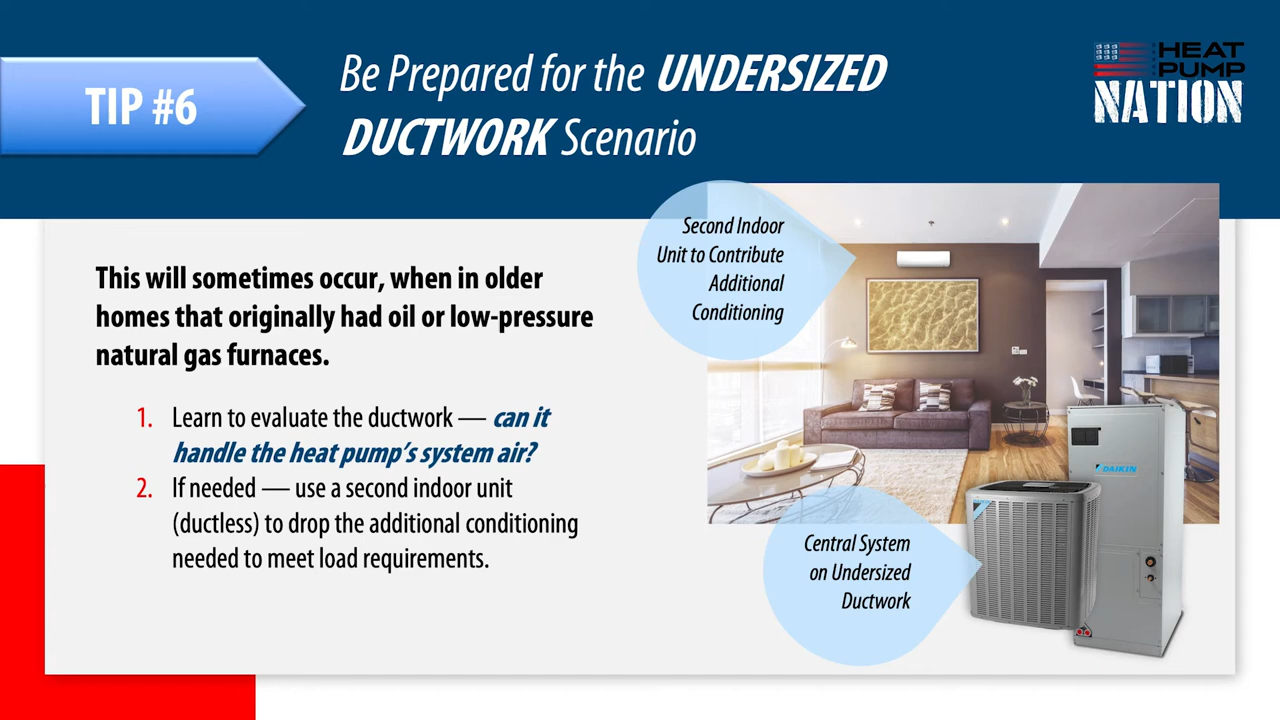 TIP #6
Be Prepared for the UNDERSIZED
DUCTWORK Scenario
HEAT
PUMP
NATION
This will sometimes occur, when in older
homes that originally had oil or low-pressure
natural gas furnaces.
1. Learn to evaluate the ductwork — can it
handle the heat pump's system air?
2. If needed — use a second indoor unit
(ductless) to drop the additional conditioning
needed to meet load requirements.
Second Indoor
Unit to Contribute
Additional
Conditioning
DAIKIN
Central System
on Undersized
Ductwork